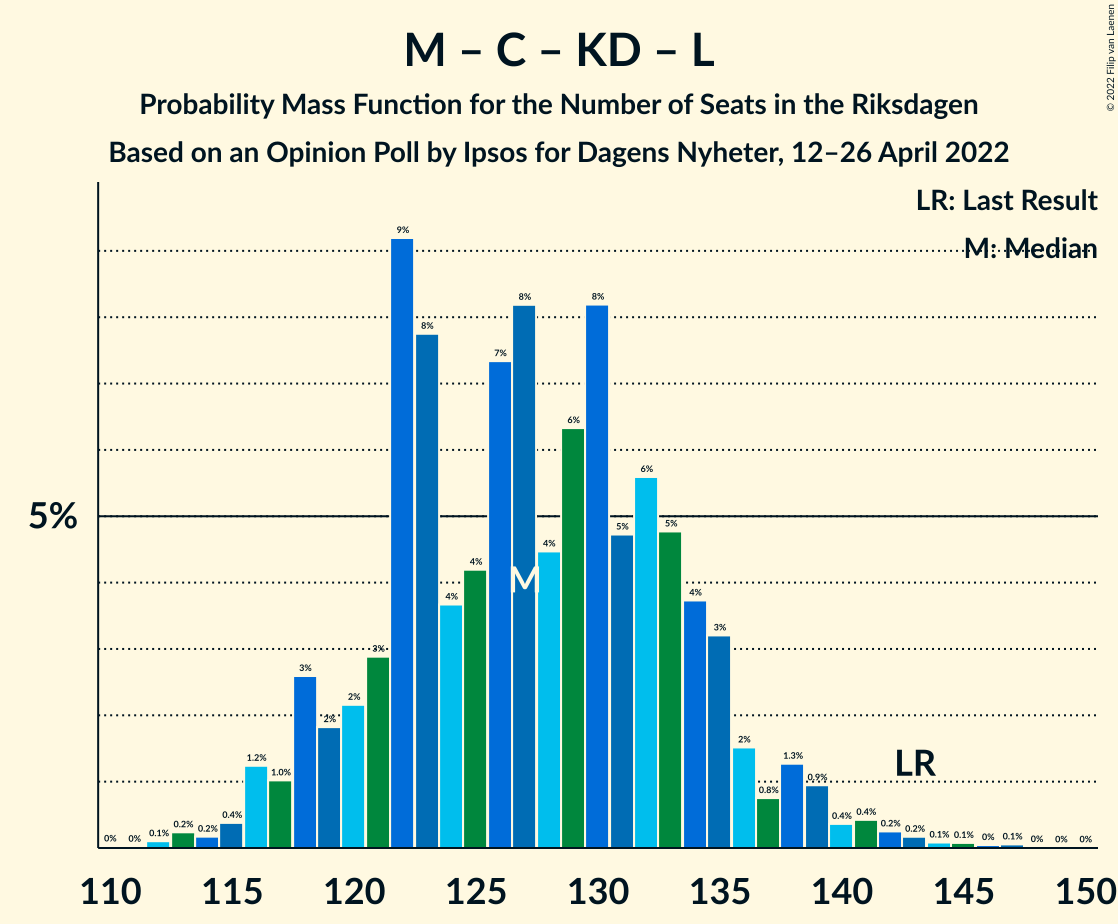 M – C – KD – L
Probability Mass Function for the Number of Seats in the Riksdagen
Based on an Opinion Poll by Ipsos for Dagens Nyheter, 12–26 April 2022
© 2022 Filip van Laenen
LR: Last Result
M: Median
5%
0% 0% 0.1% 0.2% 0.2% 0.4% 1.2% 1.0% 3% 2% 2% 3% 9% 8% 4% 4% 7% 8% 4% 6% 8% 5% 6% 5% 4% 3% 2% 0.8% 1.3% 0.9% 0.4% 0.4% 0.2% 0.2% 0.1% 0.1% 0% 0.1% 0% 0% 0%
M
LR
110 115 120 125 130 135 140 145 150